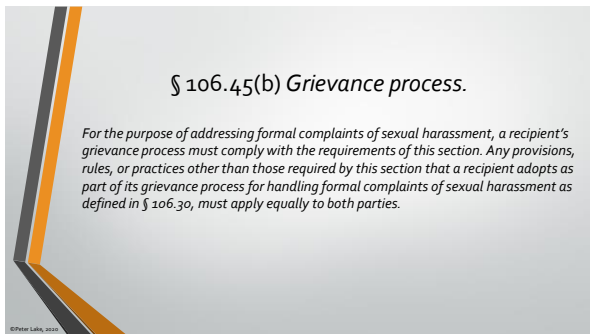 § 106.45(b) Grievance process.
For the purpose of addressing formal complaints of sexual harassment, a recipient's
grievance process must comply with the requirements of this section. Any provisions,
rules, or practices other than those required by this section that a recipient adopts as
part of its grievance process for handling formal complaints of sexual harassment as
defined in § 106.30, must apply equally to both parties.
©Peter Lake, 2020